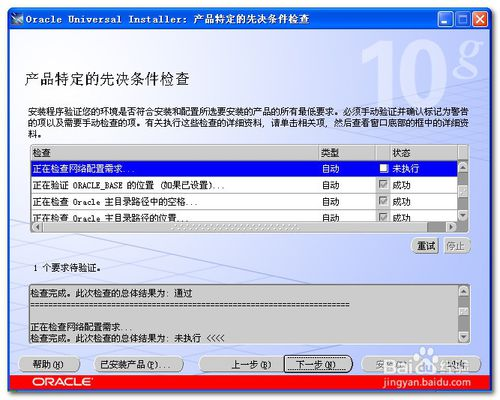 Oracle Universal Installer: 产品特定的先决条件检查
10g
产品特定的先决条件检查
安装程序验证您的环境是否符合安装和配置所选要安装的产品的所有最低要求。必须手动验证并确认标记为警告
的项以及需要手动检查的项。有关执行这些检查的详细资料，请单击相关项，然后查看窗口底部的框中的详细资
料。
检查 类型 状态
正在检查网络配置需求... 自动 未执行
正在验证 ORACLE_BASE 的位置 (如果已设置)... 自动 成功
正在检查 Oracle 主目录路径中的空格... 自动 成功
正在检查 Oracle 主目录路径的位置... 自动 成功
重试 停止
1 个要求待验证。
检查完成。此次检查的总体结果为: 通过
========================================================================
正在检查网络配置需求...
检查完成。此次检查的总体结果为: 未执行 <<<<
帮助(H) 已安装产品(P)... 上一步(B) 下一步(N) 安
ORACLE
Baidu经验
jingyan.baidu.com